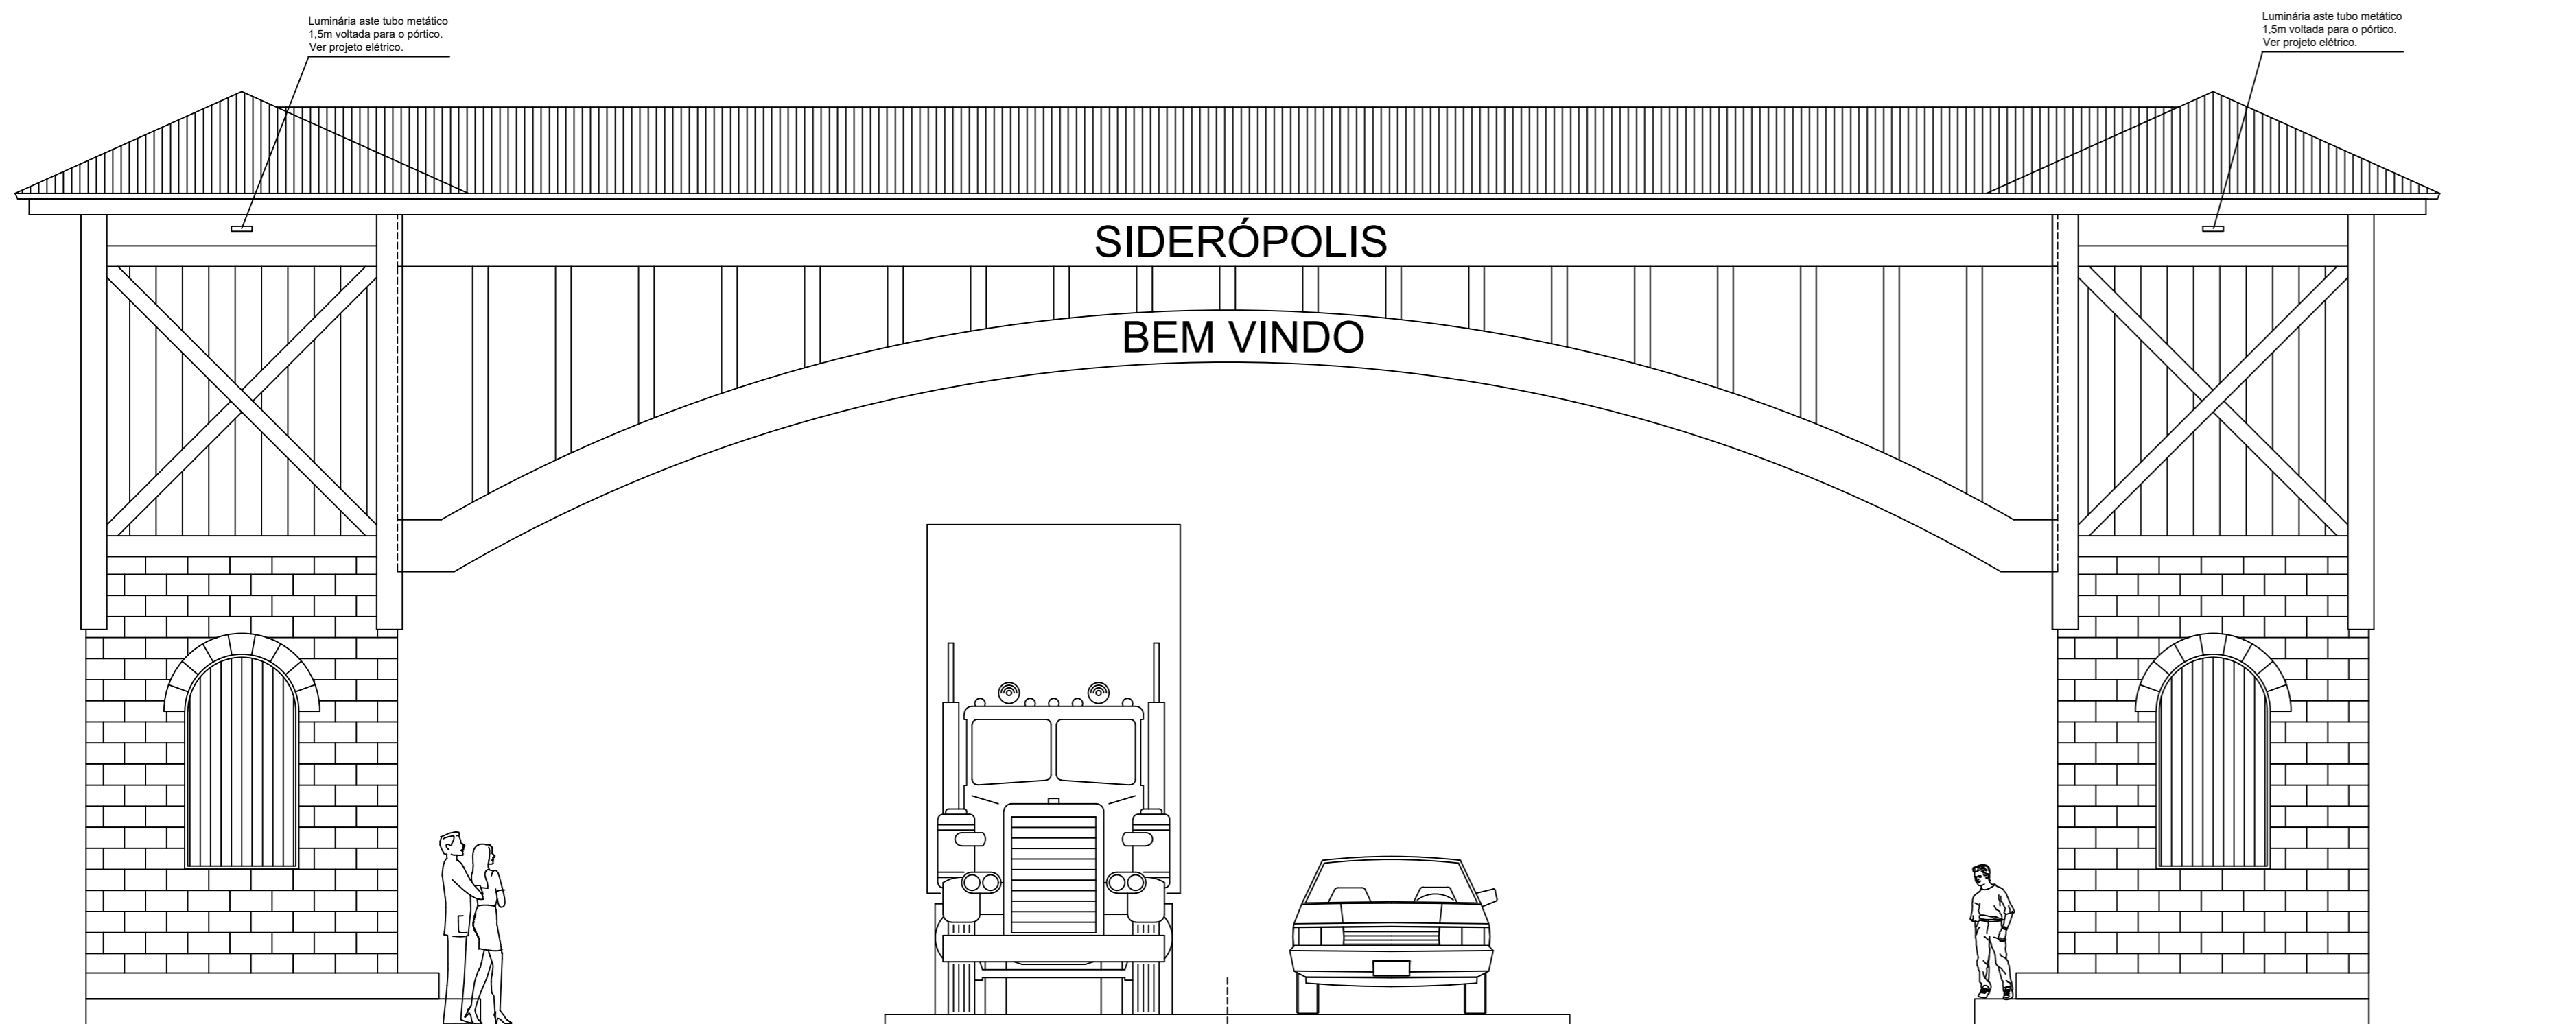 Luminária aste tubo metático
1,5m voltada para o pórtico.
Ver projeto elétrico.
Luminária aste tubo metático
1,5m voltada para o pórtico.
Ver projeto elétrico.
SIDERÓPOLIS
BEM VINDO